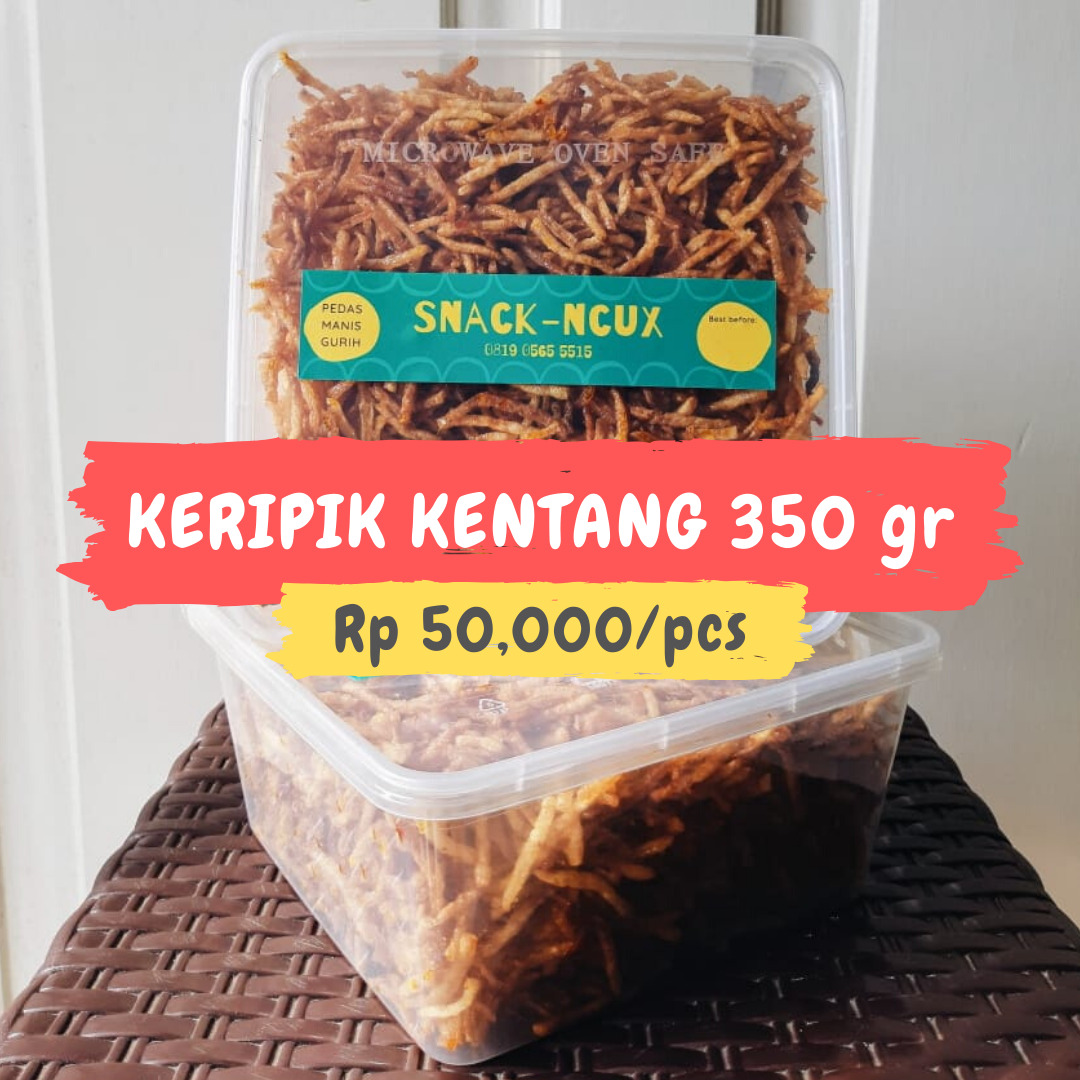 MICROWAVE OVEN SAFE
PEDAS
MANIS
GURIH
SNACK-NCUX
0819 0565 5515
Best before:
KERIPIK KENTANG 350 gr
Rp 50,000/pcs